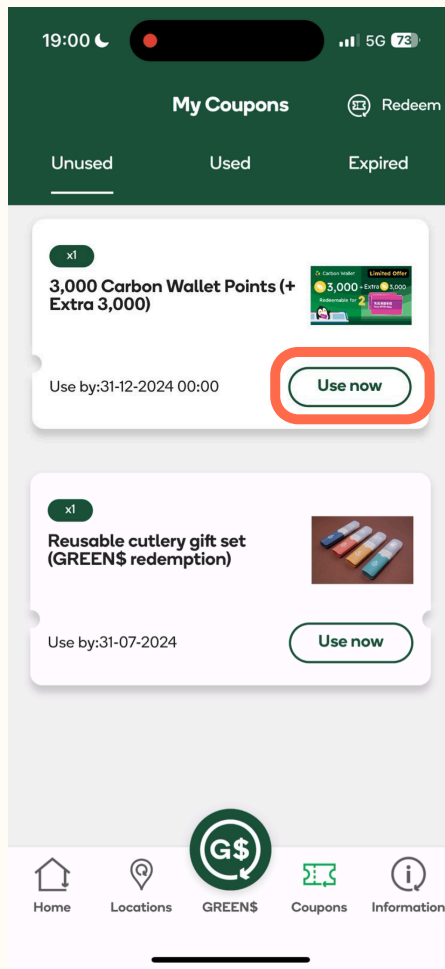 19:00
5G 73
My Coupons
Redeem
Unused Used Expired
x1
3,000 Carbon Wallet Points (+
Extra 3,000)
Carbon Wallet Limited Offer
3,000 + Extra 3,000
Redeemable for 2
Use by:31-12-2024 00:00
Use now
x1
Reusable cutlery gift set
(GREEN$ redemption)
Use by:31-07-2024
Use now
G$
Home Locations GREEN$ Coupons Information